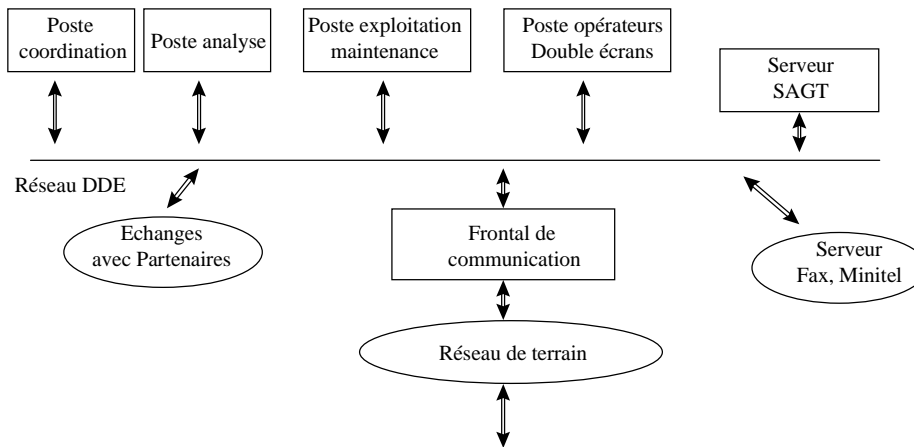 Poste
coordination
Poste analyse
Poste exploitation
maintenance
Poste opérateurs
Double écrans
Serveur
SAGT
Réseau DDE
Echanges
avec Partenaires
Frontal de
communication
Serveur
Fax, Minitel
Réseau de terrain